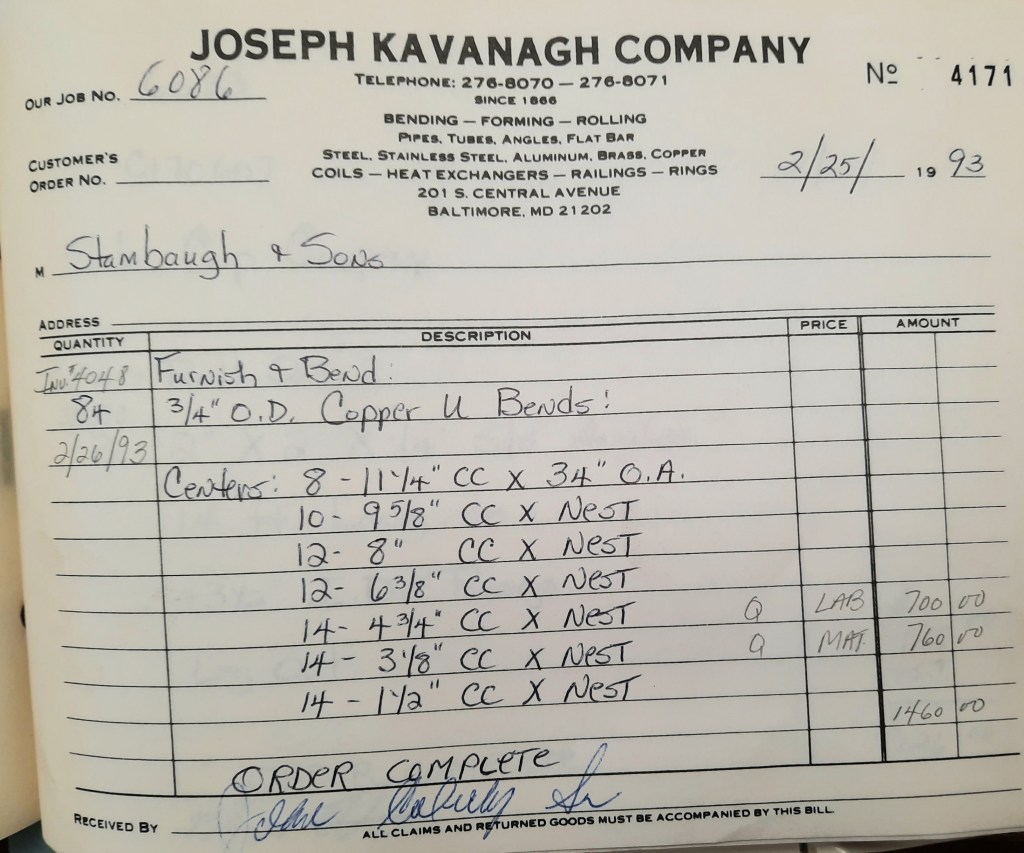 JOSEPH KAVANAGH COMPANY
TELEPHONE: 276-8070 — 276-8071
Nº 4171
OUR JOB NO. 6086
SINCE 1866
BENDING — FORMING — ROLLING
PIPES, TUBES, ANGLES, FLAT BAR
STEEL, STAINLESS STEEL, ALUMINUM, BRASS, COPPER
CUSTOMER'S
ORDER NO.
COILS — HEAT EXCHANGERS — RAILINGS — RINGS
2/25/ 19 93
201 S. CENTRAL AVENUE
BALTIMORE, MD 21202
M Stambaugh & Sons
ADDRESS
QUANTITY DESCRIPTION PRICE AMOUNT
Inv.# 4048 Furnish & Bend:
84 3/4" O.D. Copper U Bends:
2/26/93
Centers: 8 - 11 1/4" CC X 34" O.A.
10 - 9 5/8" CC X NesT
12 - 8" CC X NesT
12 - 6 3/8" CC X NesT
14 - 4 3/4" CC X NesT Q LAB 700 00
14 - 3 1/8" CC X NesT Q MAT. 760 00
14 - 1 1/2" CC X NesT
1460 00
ORDER COMPLETE
RECEIVED BY
ALL CLAIMS AND RETURNED GOODS MUST BE ACCOMPANIED BY THIS BILL